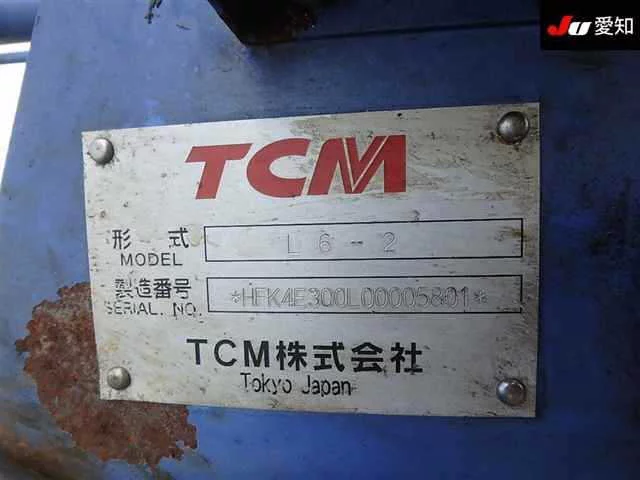 JU 愛知
TCM
形式 L6-2
MODEL
製造番号 *HFK4E300L00005801*
SERIAL. NO.
TCM株式会社
Tokyo Japan